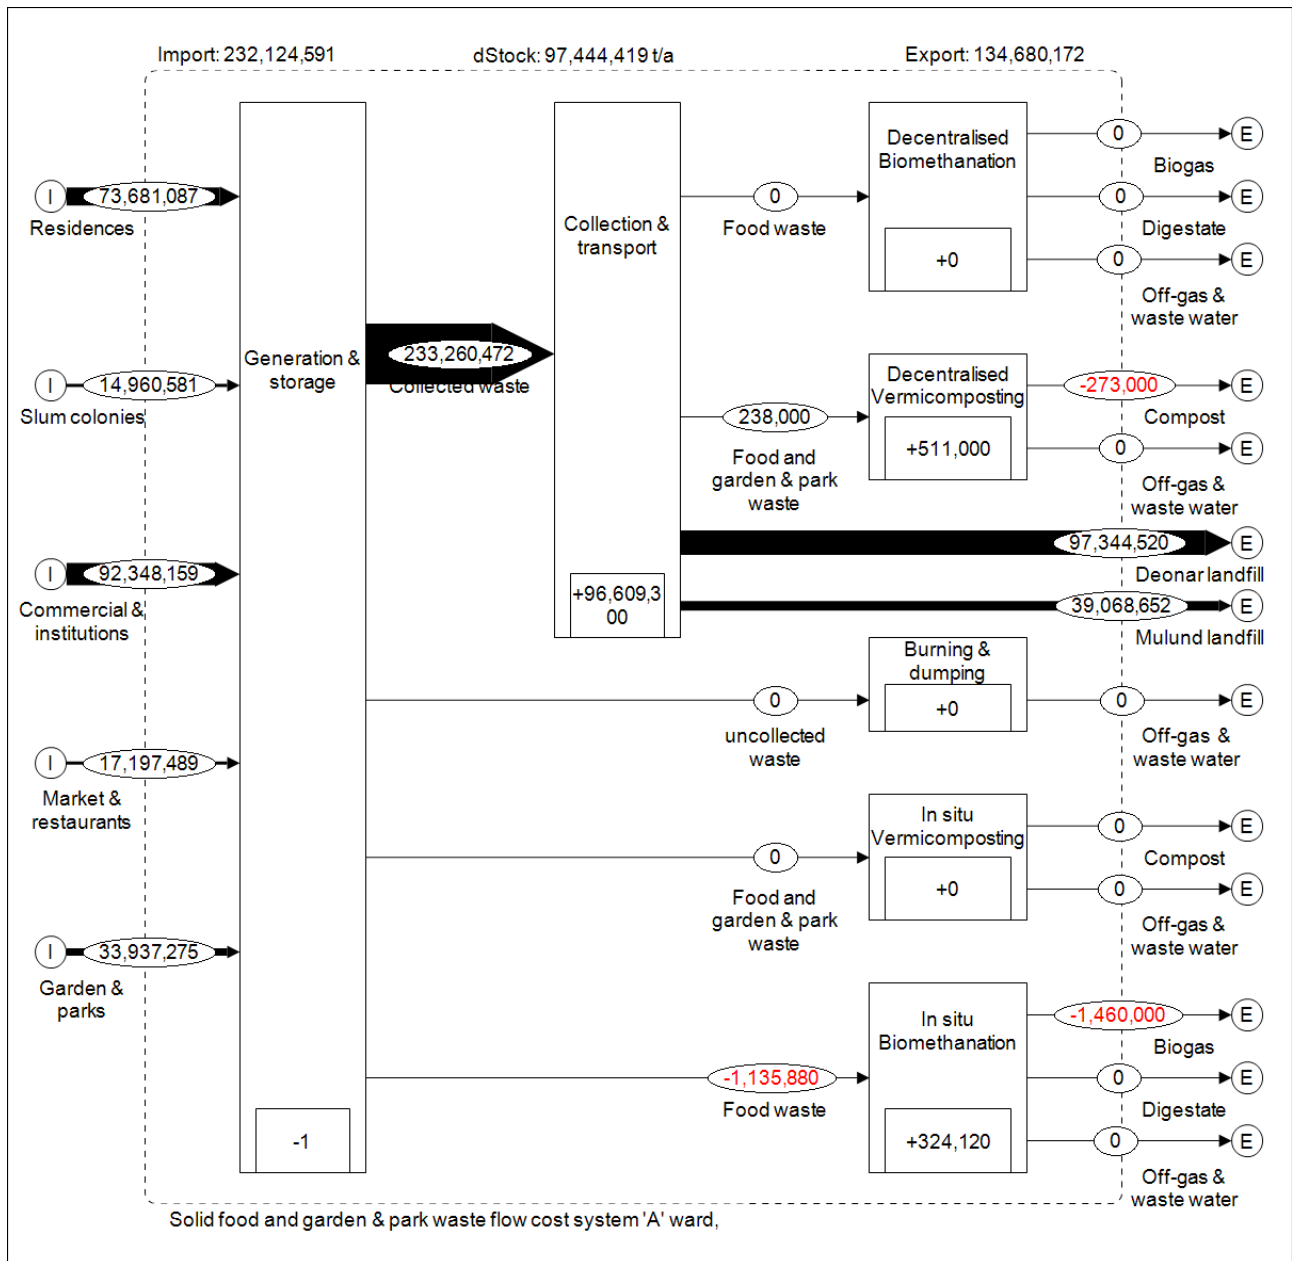 Import: 232,124,591
dStock: 97,444,419 t/a
Export: 134,680,172
I
73,681,087
Residences
I
14,960,581
Slum colonies
I
92,348,159
Commercial &
institutions
I
17,197,489
Market &
restaurants
I
33,937,275
Garden &
parks
Generation &
storage
-1
233,260,472
Collected waste
Collection &
transport
+96,609,3
00
0
Food waste
238,000
Food and
garden & park
waste
0
uncollected
waste
0
Food and
garden & park
waste
-1,135,880
Food waste
Decentralised
Biomethanation
+0
0
E
Biogas
0
E
Digestate
0
E
Off-gas &
waste water
Decentralised
Vermicomposting
+511,000
-273,000
E
Compost
0
E
Off-gas &
waste water
97,344,520
E
Deonar landfill
39,068,652
E
Mulund landfill
Burning &
dumping
+0
0
E
Off-gas &
waste water
In situ
Vermicomposting
+0
0
E
Compost
0
E
Off-gas &
waste water
In situ
Biomethanation
+324,120
-1,460,000
E
Biogas
0
E
Digestate
0
E
Off-gas &
waste water
Solid food and garden & park waste flow cost system 'A' ward,